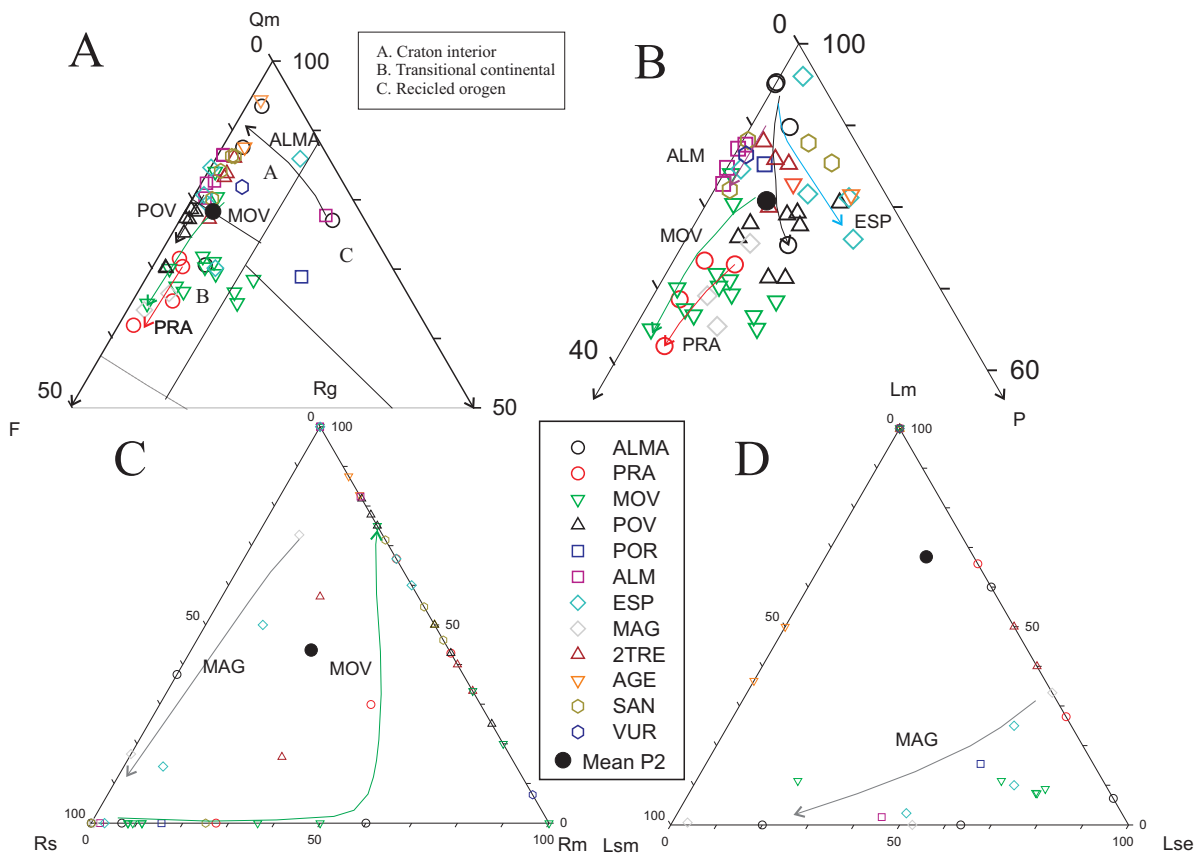 A
Qm
0
100
A. Craton interior
B. Transitional continental
C. Recicled orogen
ALMA
A
POV
MOV
C
B
PRA
50
50
F
B
0
100
ALM
MOV
ESP
PRA
40
60
P
C
Rg
0
100
50
MAG
MOV
50
100
0
Rs
0
50
100
Rm
ALMA
PRA
MOV
POV
POR
ALM
ESP
MAG
2TRE
AGE
SAN
VUR
Mean P2
D
Lm
0
100
50
50
MAG
100
0
Lsm
0
50
100
Lse